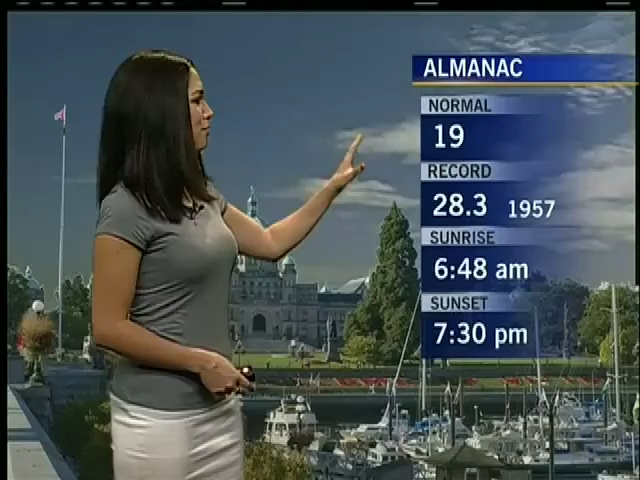 ALMANAC
NORMAL
19
RECORD
28.3 1957
SUNRISE
6:48 am
SUNSET
7:30 pm